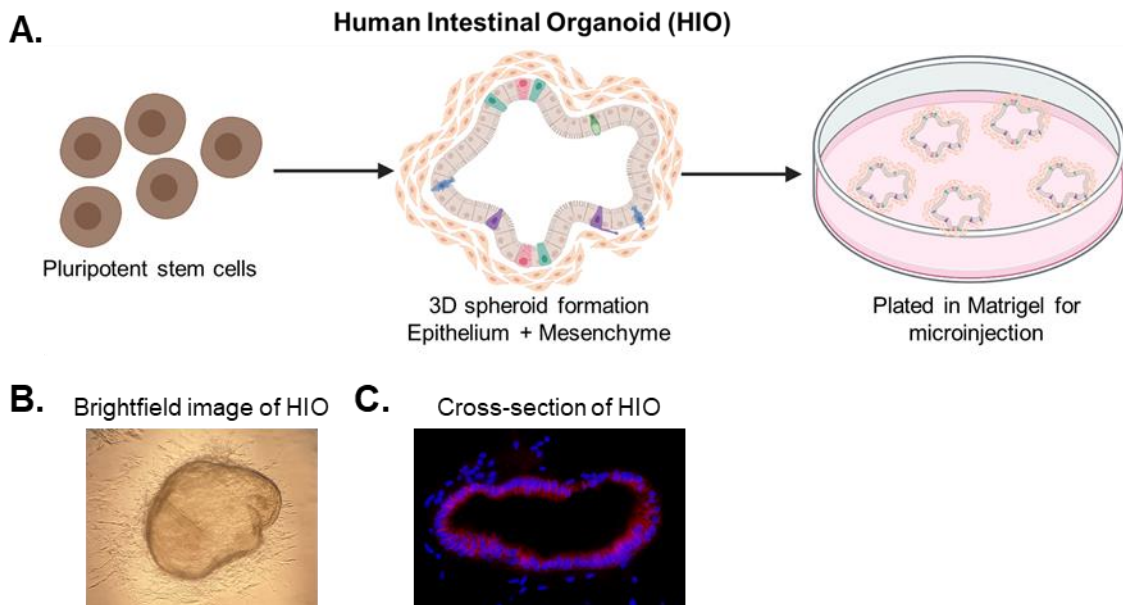 Human Intestinal Organoid (HIO)
A.
Pluripotent stem cells
3D spheroid formation
Epithelium + Mesenchyme
Plated in Matrigel for
microinjection
B.
Brightfield image of HIO
C.
Cross-section of HIO